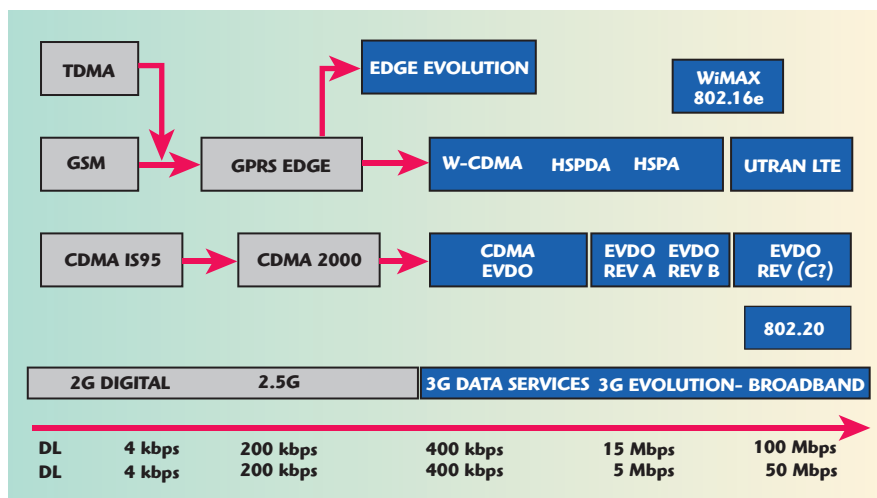 TDMA
EDGE EVOLUTION
WiMAX
802.16e
GSM
GPRS EDGE
W-CDMA HSPDA HSPA
UTRAN LTE
CDMA IS95
CDMA 2000
CDMA
EVDO
EVDO EVDO
REV A REV B
EVDO
REV (C?)
802.20
2G DIGITAL 2.5G
3G DATA SERVICES 3G EVOLUTION- BROADBAND
DL 4 kbps 200 kbps 400 kbps 15 Mbps 100 Mbps
DL 4 kbps 200 kbps 400 kbps 5 Mbps 50 Mbps